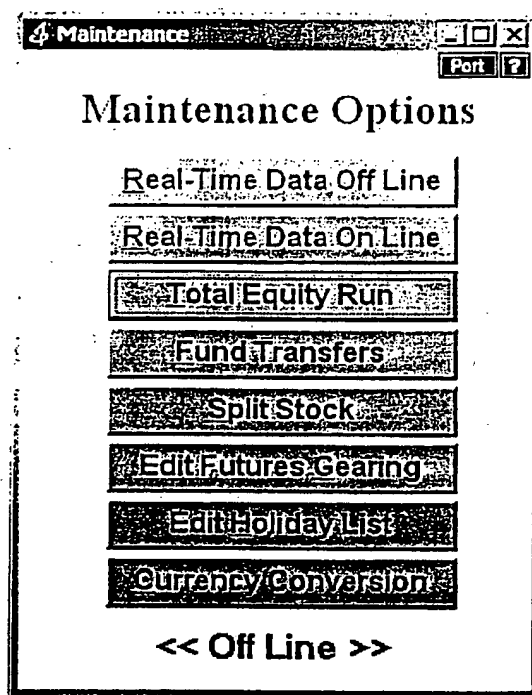 Maintenance
Port ?
Maintenance Options
Real-Time Data Off Line
Real-Time Data On Line
Total Equity Run
Fund Transfers
Split Stock
Edit Futures Gearing
Edit Holiday List
Currency Conversion
<< Off Line >>